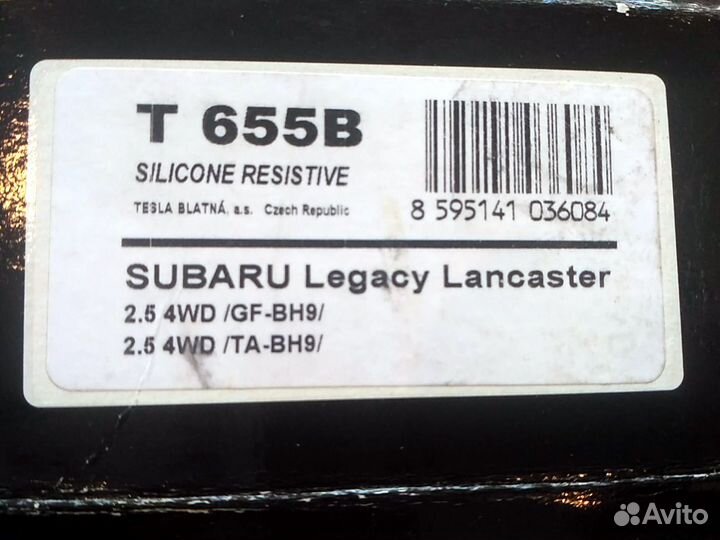 T 655B
SILICONE RESISTIVE
TESLA BLATNÁ, a.s. Czech Republic
8 595141 036084
SUBARU Legacy Lancaster
2.5 4WD /GF-BH9/
2.5 4WD /TA-BH9/
Avito